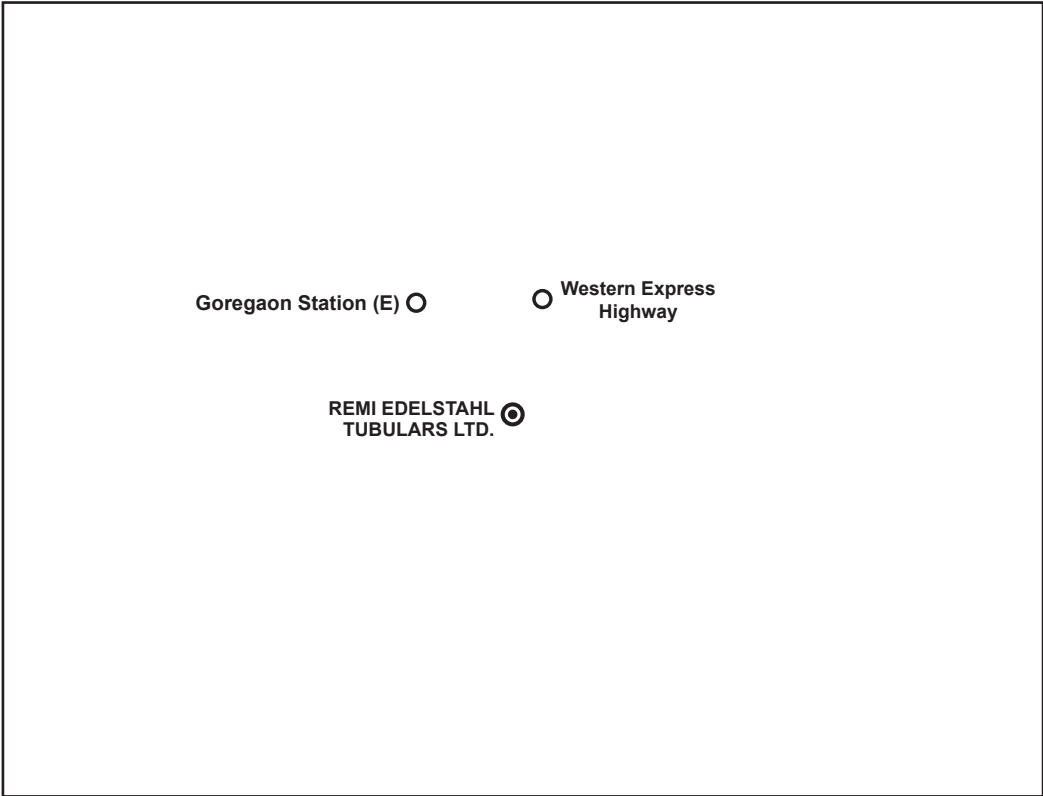 Goregaon Station (E)
Western Express
Highway
REMI EDELSTAHL
TUBULARS LTD.